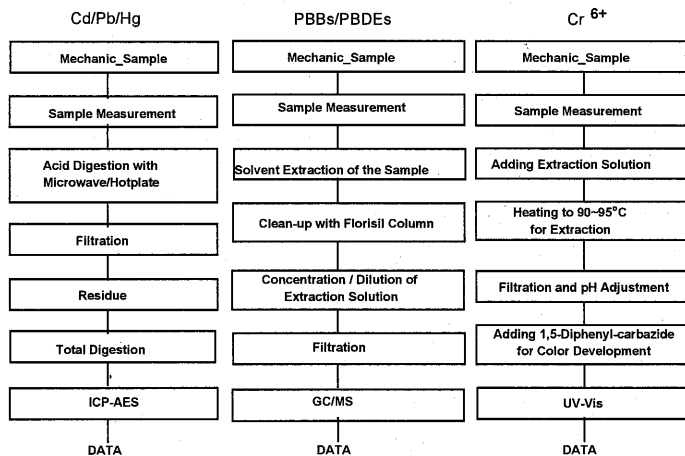 Cd/Pb/Hg
Mechanic_Sample
Sample Measurement
Acid Digestion with
Microwave/Hotplate
Filtration
Residue
Total Digestion
ICP-AES
DATA
PBBs/PBDEs
Mechanic_Sample
Sample Measurement
Solvent Extraction of the Sample
Clean-up with Florisil Column
Concentration / Dilution of
Extraction Solution
Filtration
GC/MS
DATA
Cr 6+
Mechanic_Sample
Sample Measurement
Adding Extraction Solution
Heating to 90~95°C
for Extraction
Filtration and pH Adjustment
Adding 1,5-Diphenyl-carbazide
for Color Development
UV-Vis
DATA